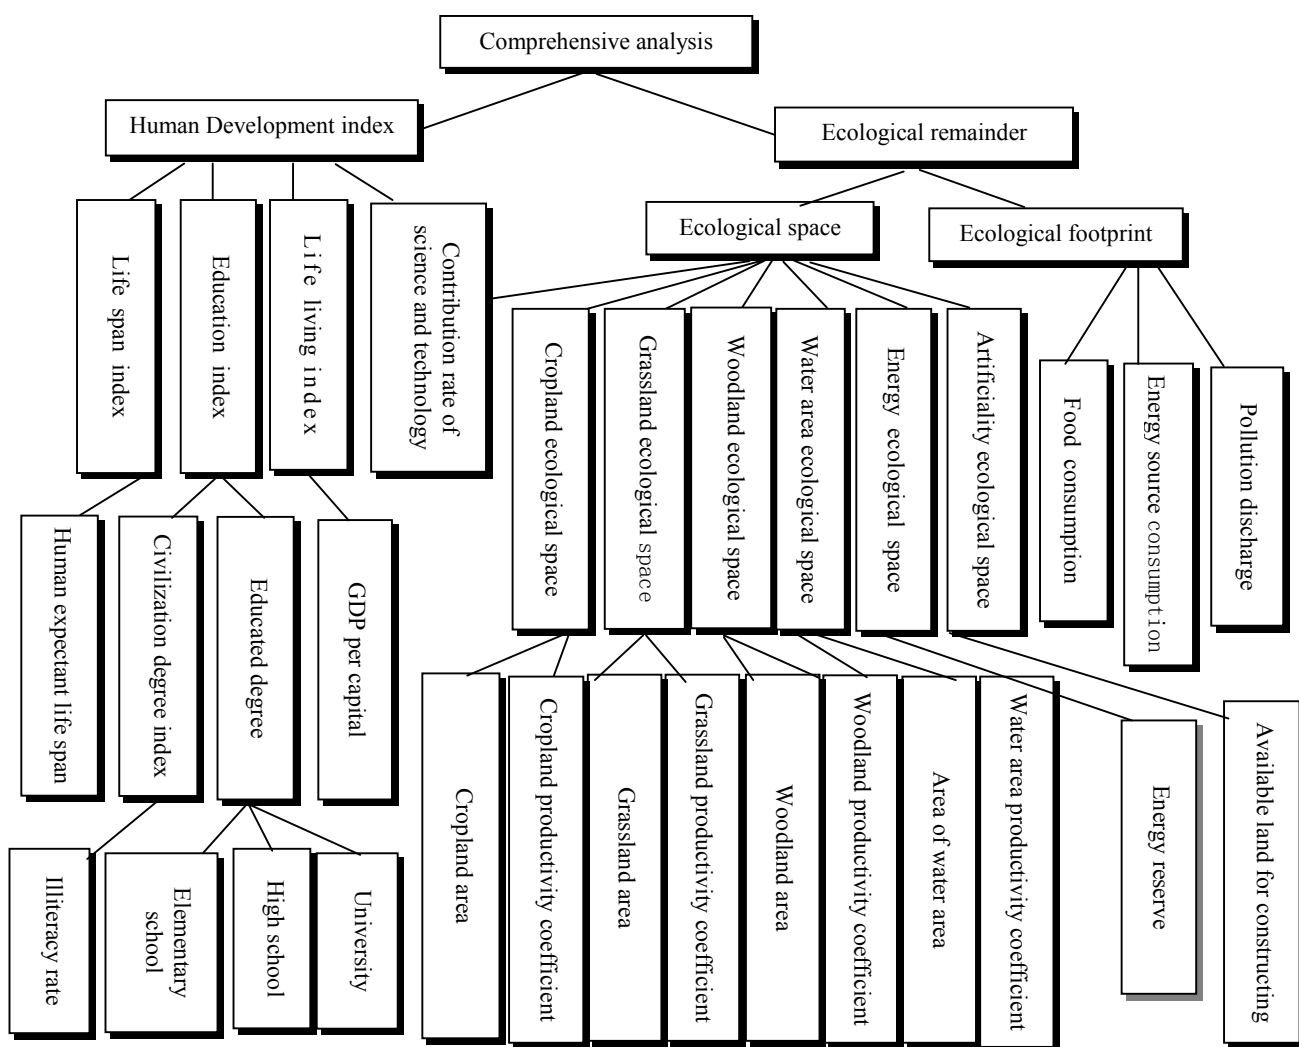 Comprehensive analysis
Human Development index
Ecological remainder
Ecological space
Ecological footprint
Life span index
Education index
Life living index
Contribution rate of
science and technology
Cropland ecological space
Grassland ecological space
Woodland ecological space
Water area ecological space
Energy ecological space
Artificiality ecological space
Food consumption
Energy source consumption
Pollution discharge
Human expectant life span
Civilization degree index
Educated degree
GDP per capital
Cropland area
Cropland productivity coefficient
Grassland area
Grassland productivity coefficient
Woodland area
Woodland productivity coefficient
Area of water area
Water area productivity coefficient
Energy reserve
Available land for constructing
Illiteracy rate
Elementary
school
High school
University